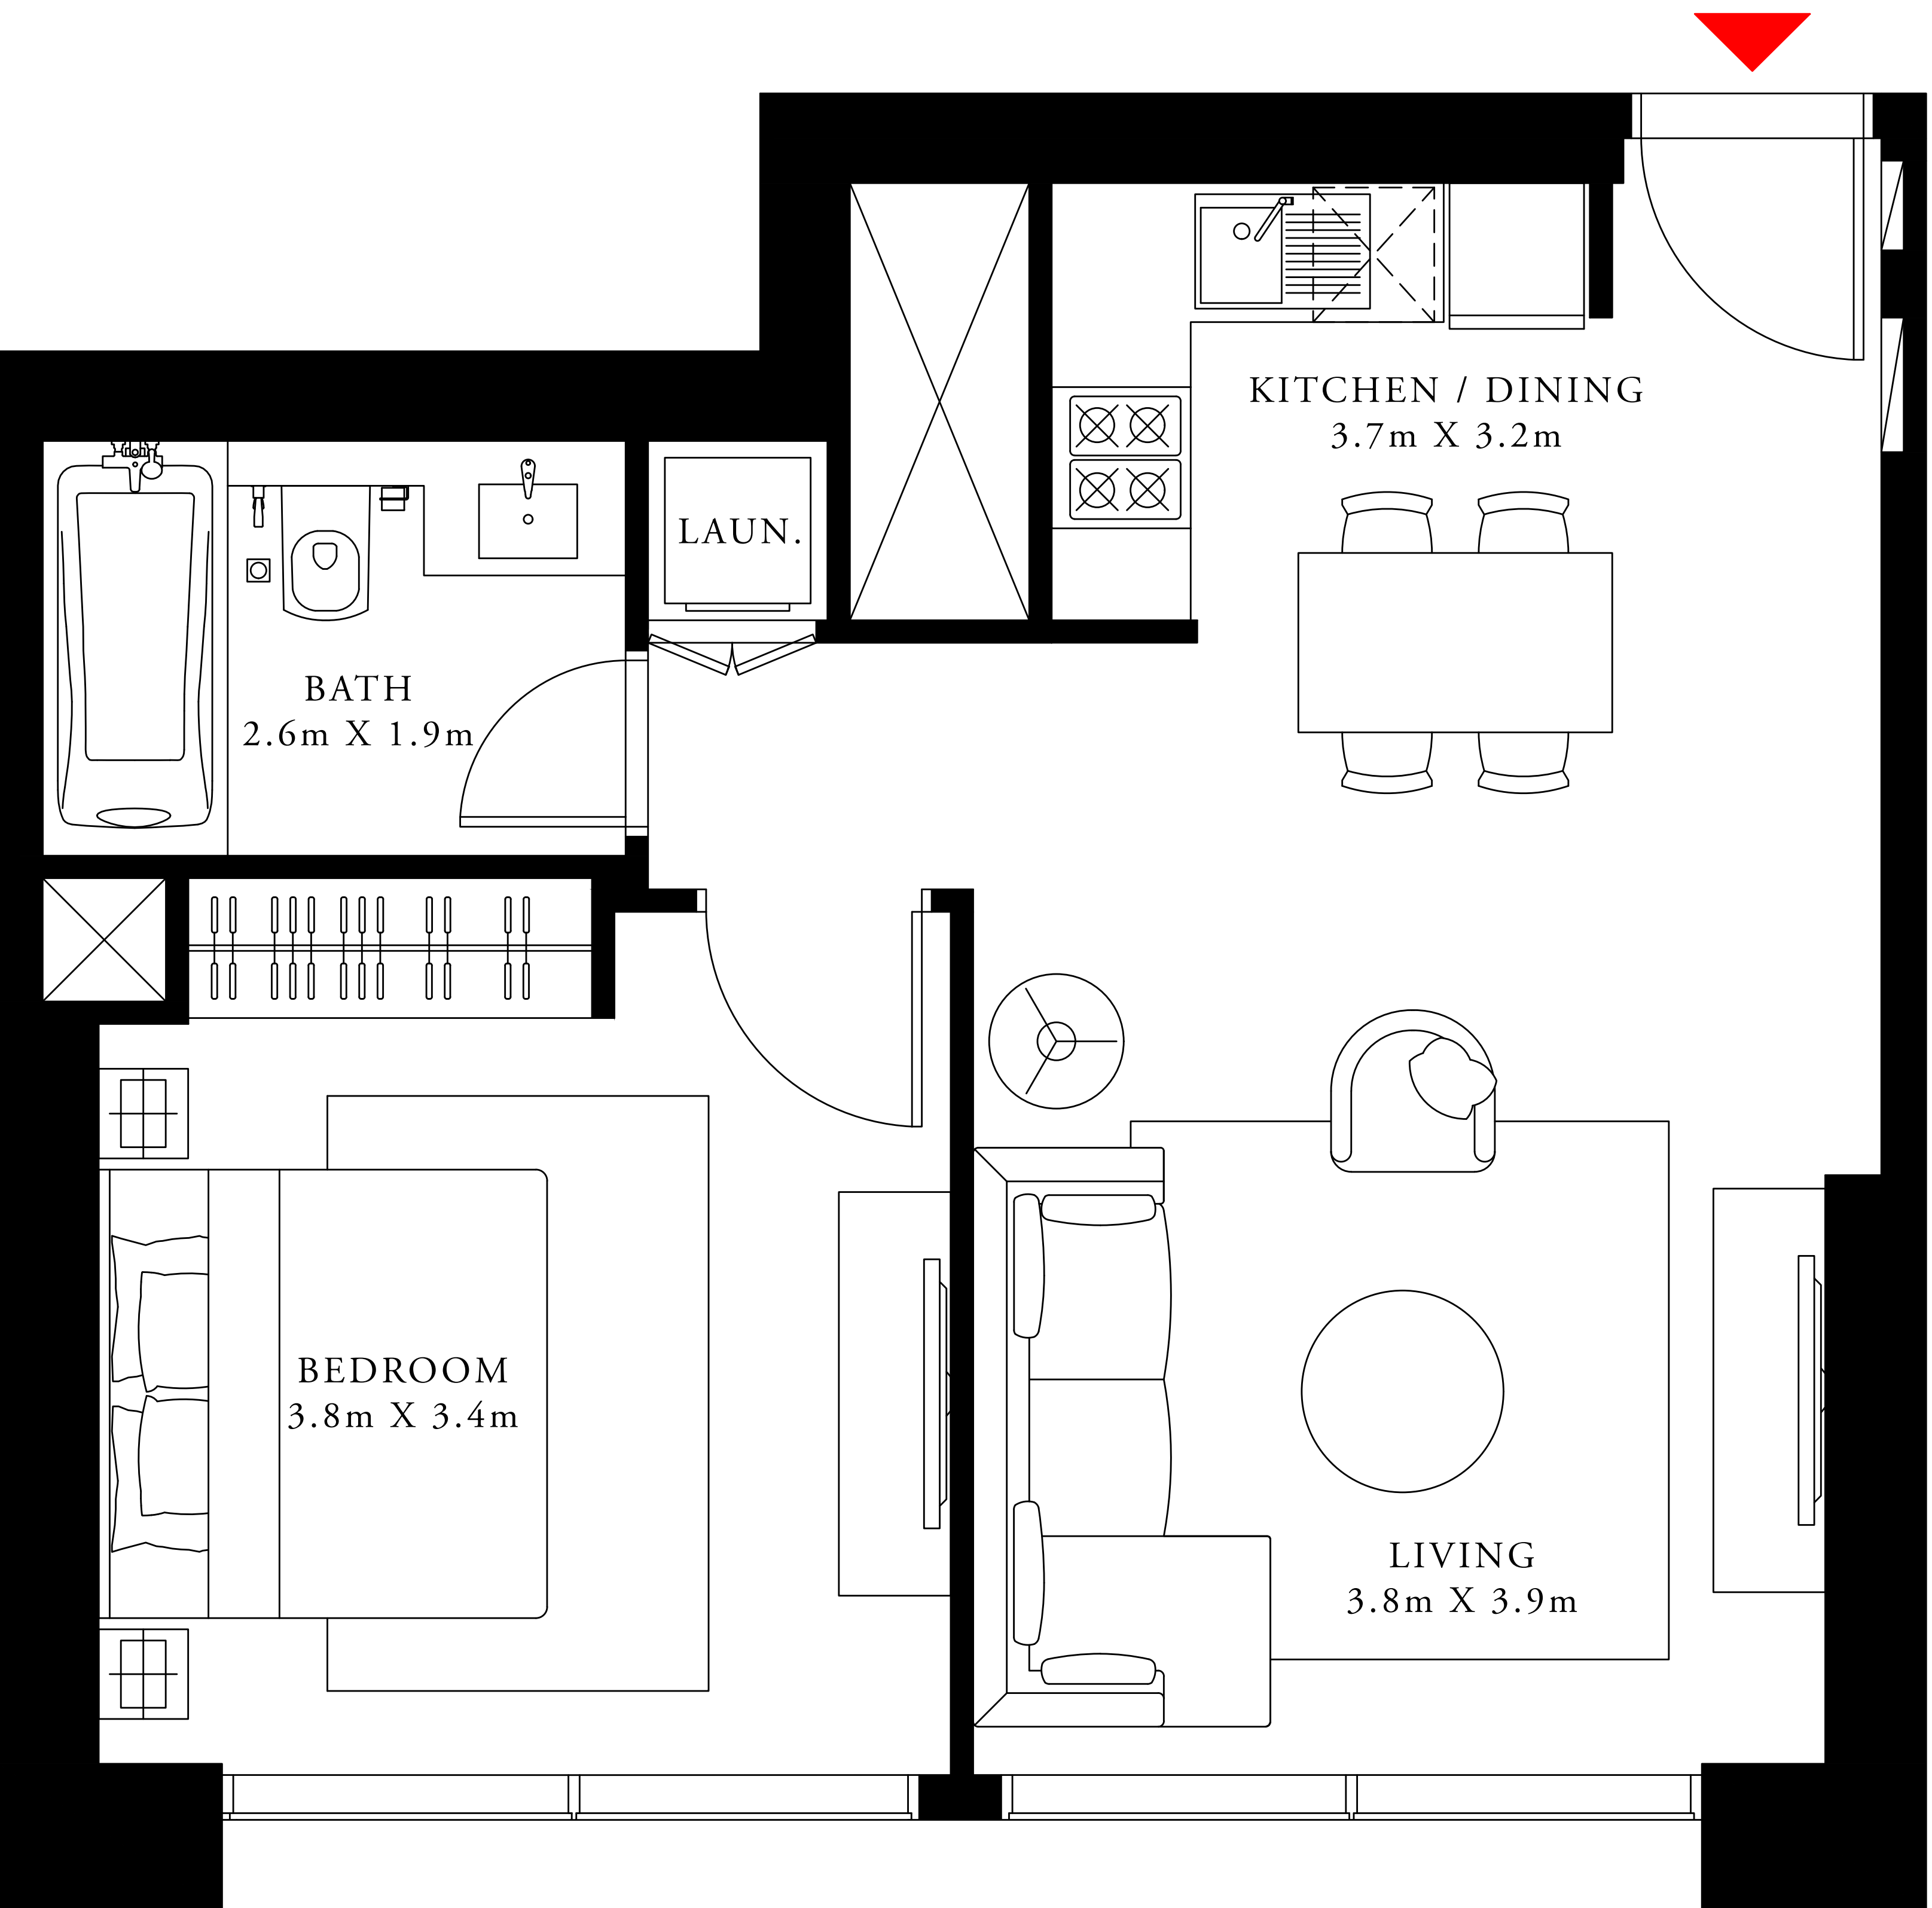 KITCHEN / DINING
3.7m X 3.2m
LAUN.
BATH
2.6m X 1.9m
BEDROOM
3.8m X 3.4m
LIVING
3.8m X 3.9m